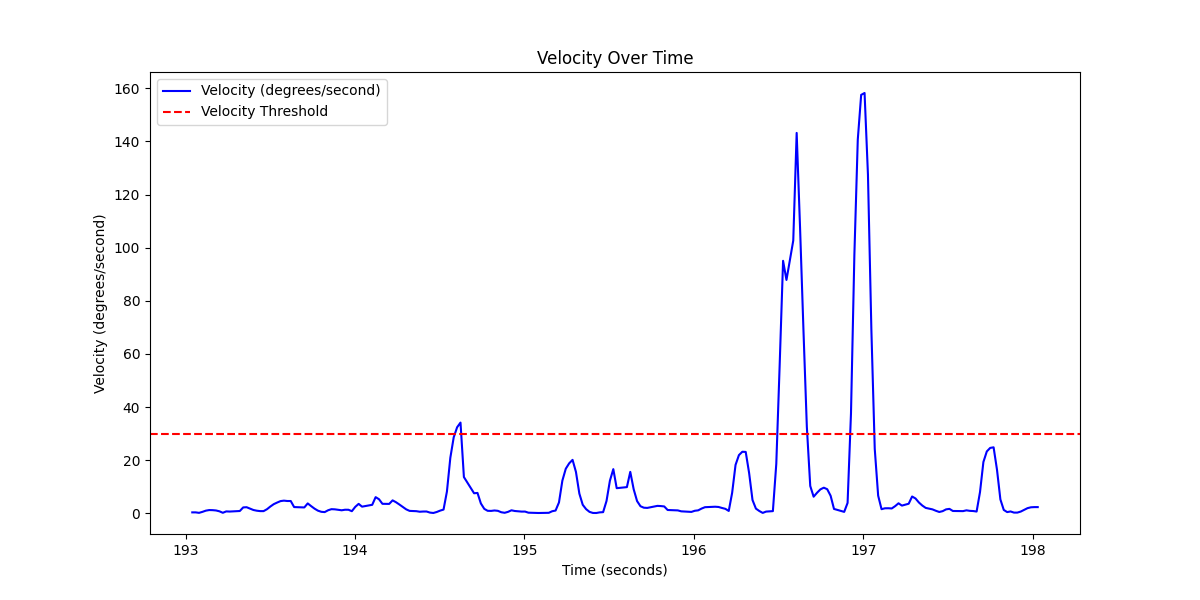 Velocity Over Time
Velocity (degrees/second)
Velocity Threshold
Velocity (degrees/second)
160
140
120
100
80
60
40
20
0
193 194 195 196 197 198
Time (seconds)